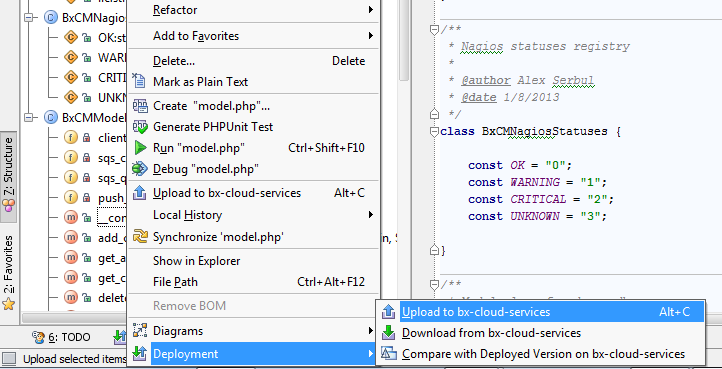 BxCMNagio
OK:st
WARI
CRITI
UNKN
BxCMMode
client
sqs_c
sqs_q
push_
__con
add_c
get_a
get_c
delete
7: Structure
2: Favorites
6: TODO
Upload selected items
Refactor
Add to Favorites
Delete... Delete
Mark as Plain Text
Create "model.php"...
Generate PHPUnit Test
Run "model.php" Ctrl+Shift+F10
Debug "model.php"
Upload to bx-cloud-services Alt+C
Local History
Synchronize 'model.php'
Show in Explorer
File Path Ctrl+Alt+F12
Remove BOM
Diagrams
Deployment
Upload to bx-cloud-services Alt+C
Download from bx-cloud-services
Compare with Deployed Version on bx-cloud-services
/**
* Nagios statuses registry
*
* @author Alex Serbul
* @date 1/8/2013
*/
class BxCMNagiosStatuses {
const OK = "0";
const WARNING = "1";
const CRITICAL = "2";
const UNKNOWN = "3";
}
/**